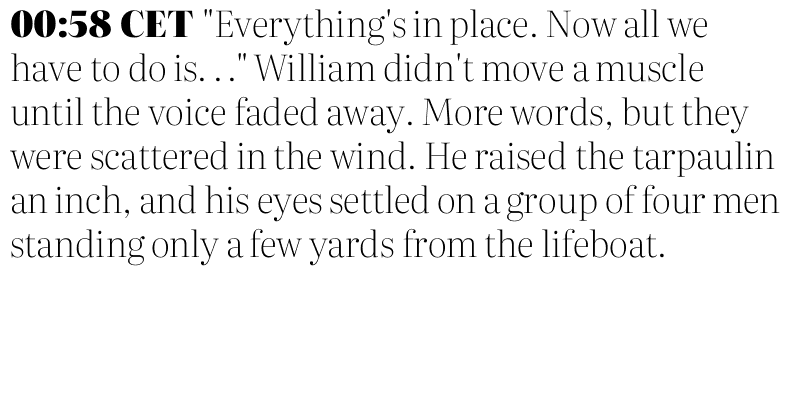 00:58 CET "Everything's in place. Now all we
have to do is. . ." William didn't move a muscle
until the voice faded away. More words, but they
were scattered in the wind. He raised the tarpaulin
an inch, and his eyes settled on a group of four men
standing only a few yards from the lifeboat.